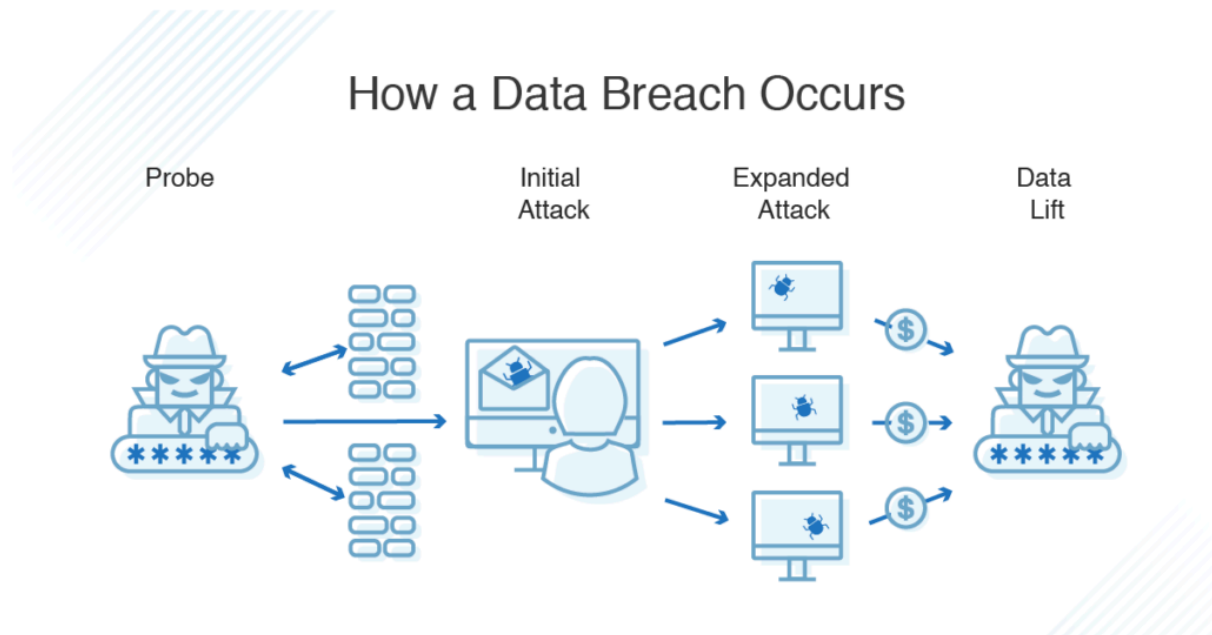 How a Data Breach Occurs
Probe
Initial
Attack
Expanded
Attack
Data
Lift
$
$
$
*****
*****